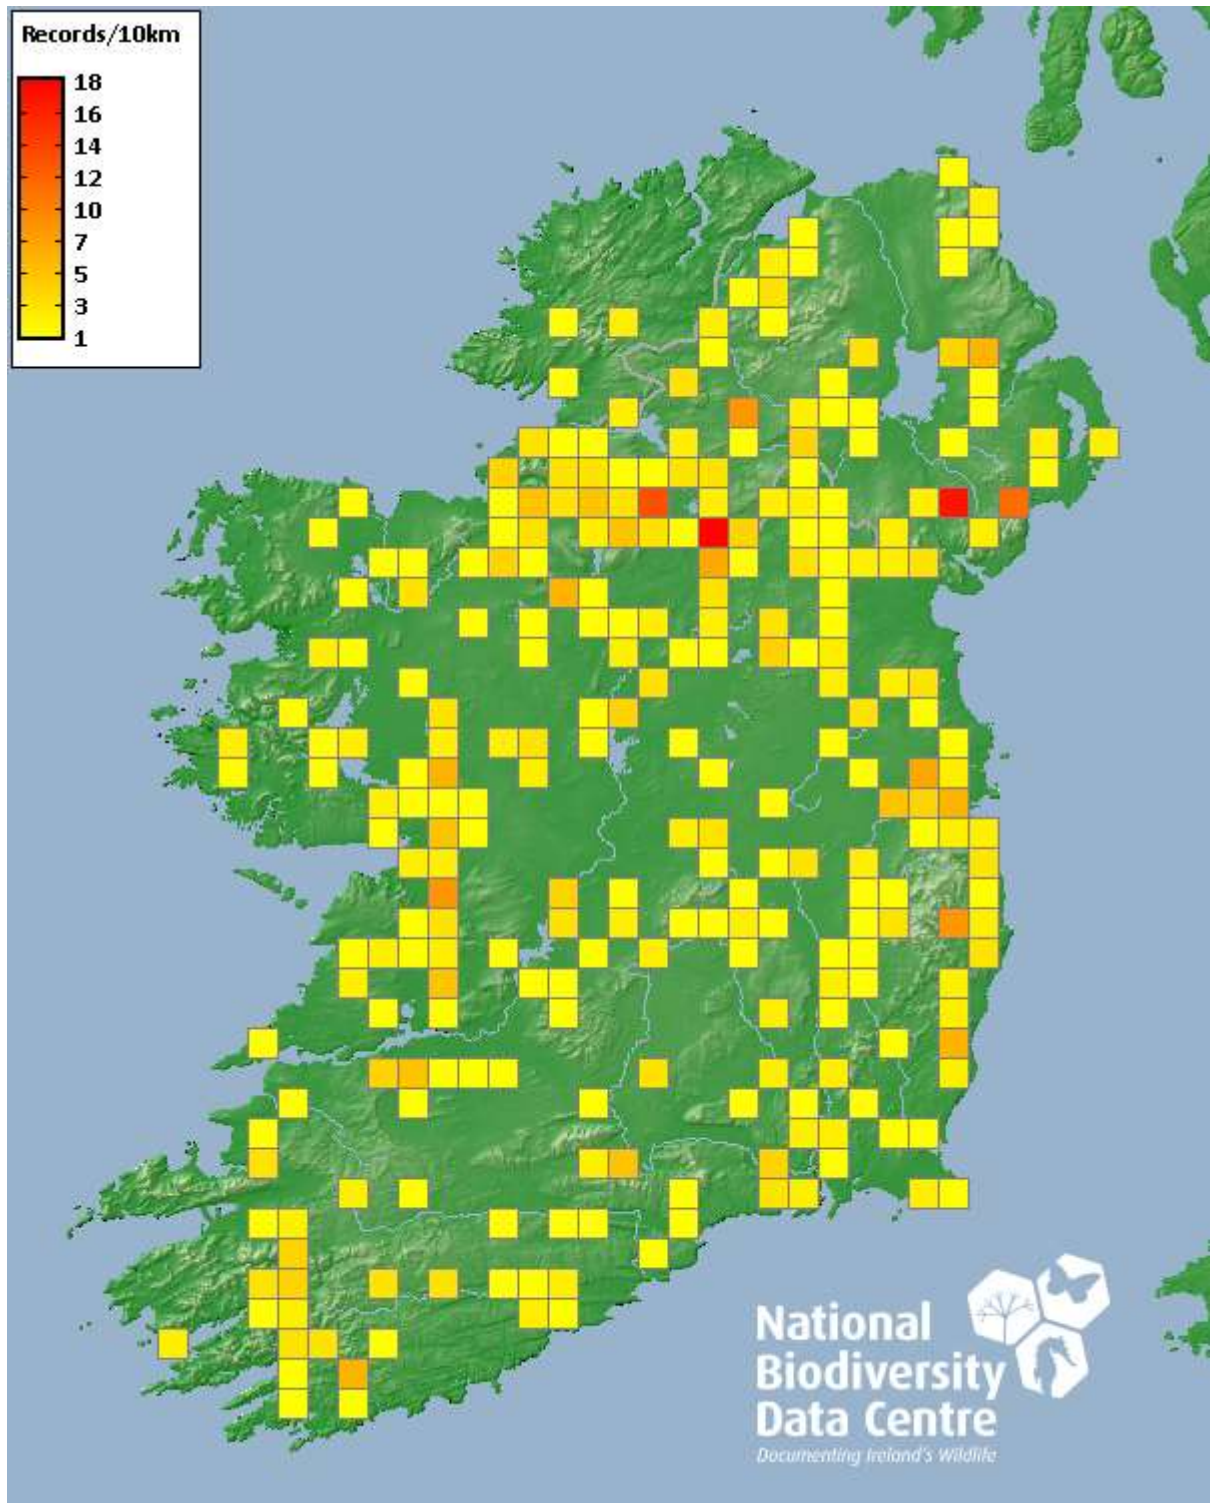 Records/10km
18
16
14
12
10
7
5
3
1
National
Biodiversity
Data Centre
Documenting Ireland's Wildlife